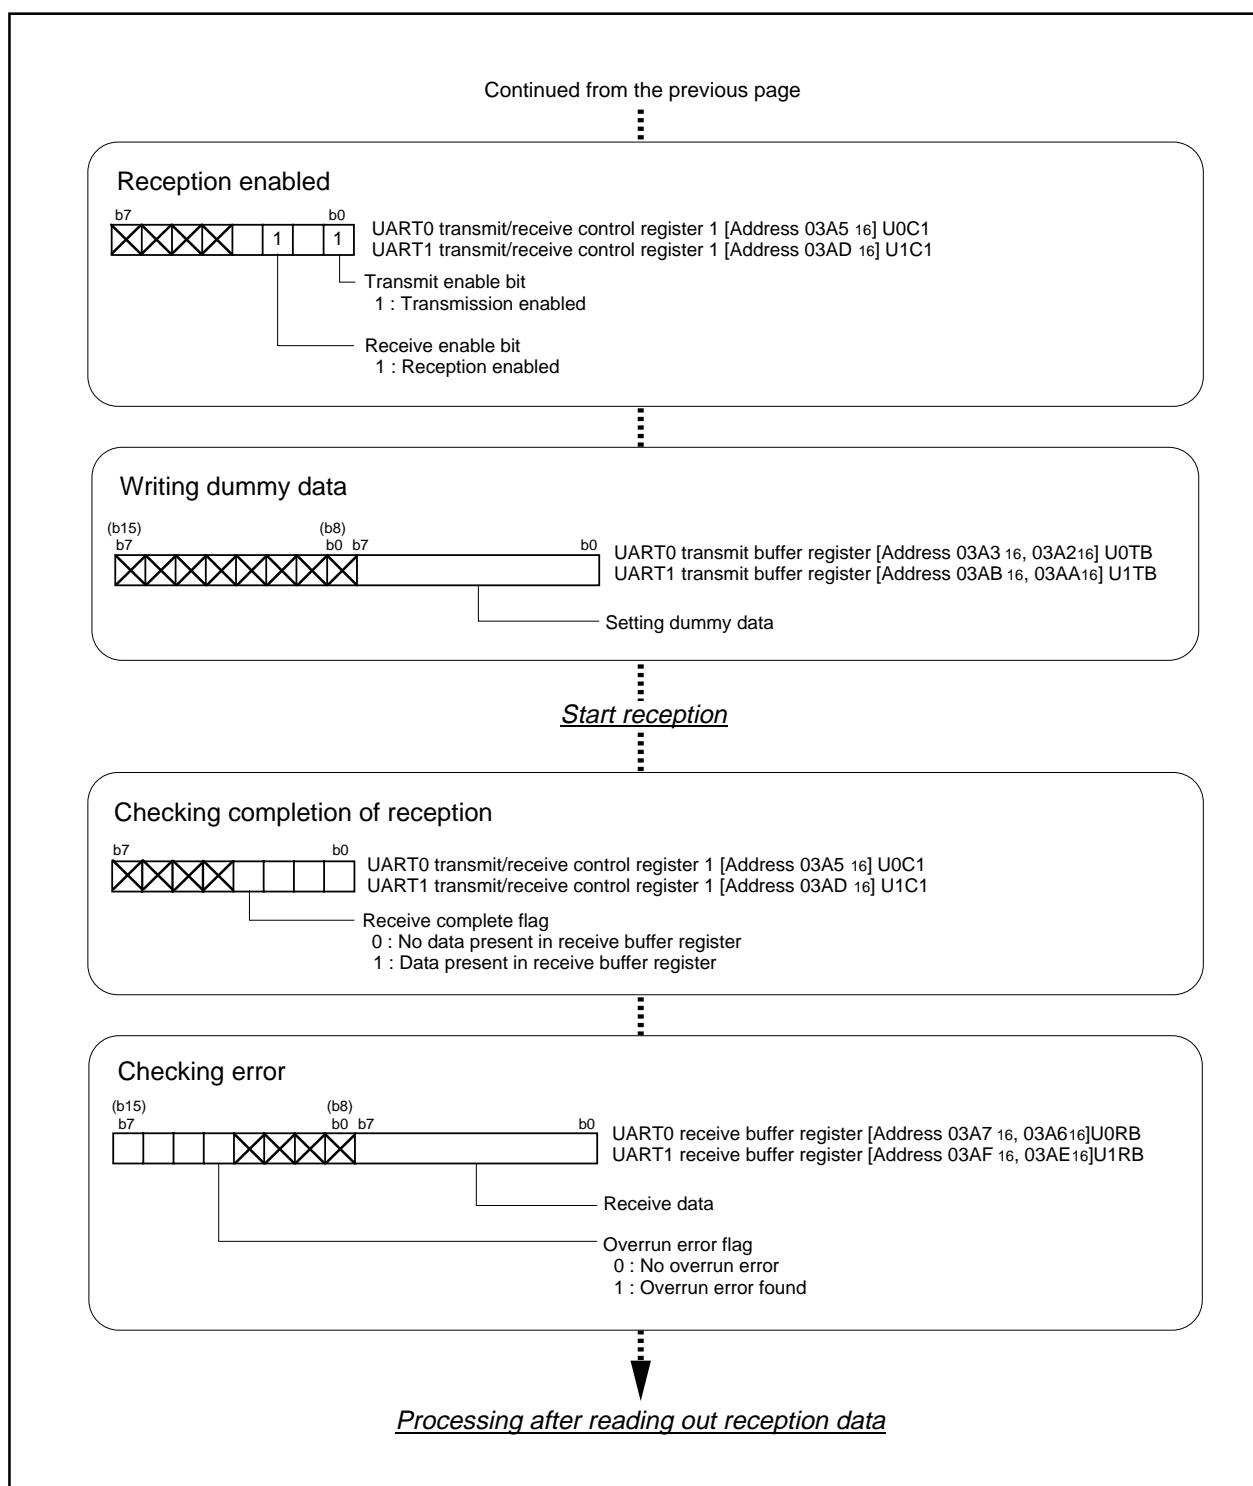 Continued from the previous page
Reception enabled
b7 b0
1 1
UART0 transmit/receive control register 1 [Address 03A5 16] U0C1
UART1 transmit/receive control register 1 [Address 03AD 16] U1C1
Transmit enable bit
1 : Transmission enabled
Receive enable bit
1 : Reception enabled
Writing dummy data
(b15) (b8)
b7 b0 b7 b0
UART0 transmit buffer register [Address 03A3 16, 03A216] U0TB
UART1 transmit buffer register [Address 03AB 16, 03AA16] U1TB
Setting dummy data
Start reception
Checking completion of reception
b7 b0
UART0 transmit/receive control register 1 [Address 03A5 16] U0C1
UART1 transmit/receive control register 1 [Address 03AD 16] U1C1
Receive complete flag
0 : No data present in receive buffer register
1 : Data present in receive buffer register
Checking error
(b15) (b8)
b7 b0 b7 b0
UART0 receive buffer register [Address 03A7 16, 03A616]U0RB
UART1 receive buffer register [Address 03AF 16, 03AE16]U1RB
Receive data
Overrun error flag
0 : No overrun error
1 : Overrun error found
Processing after reading out reception data